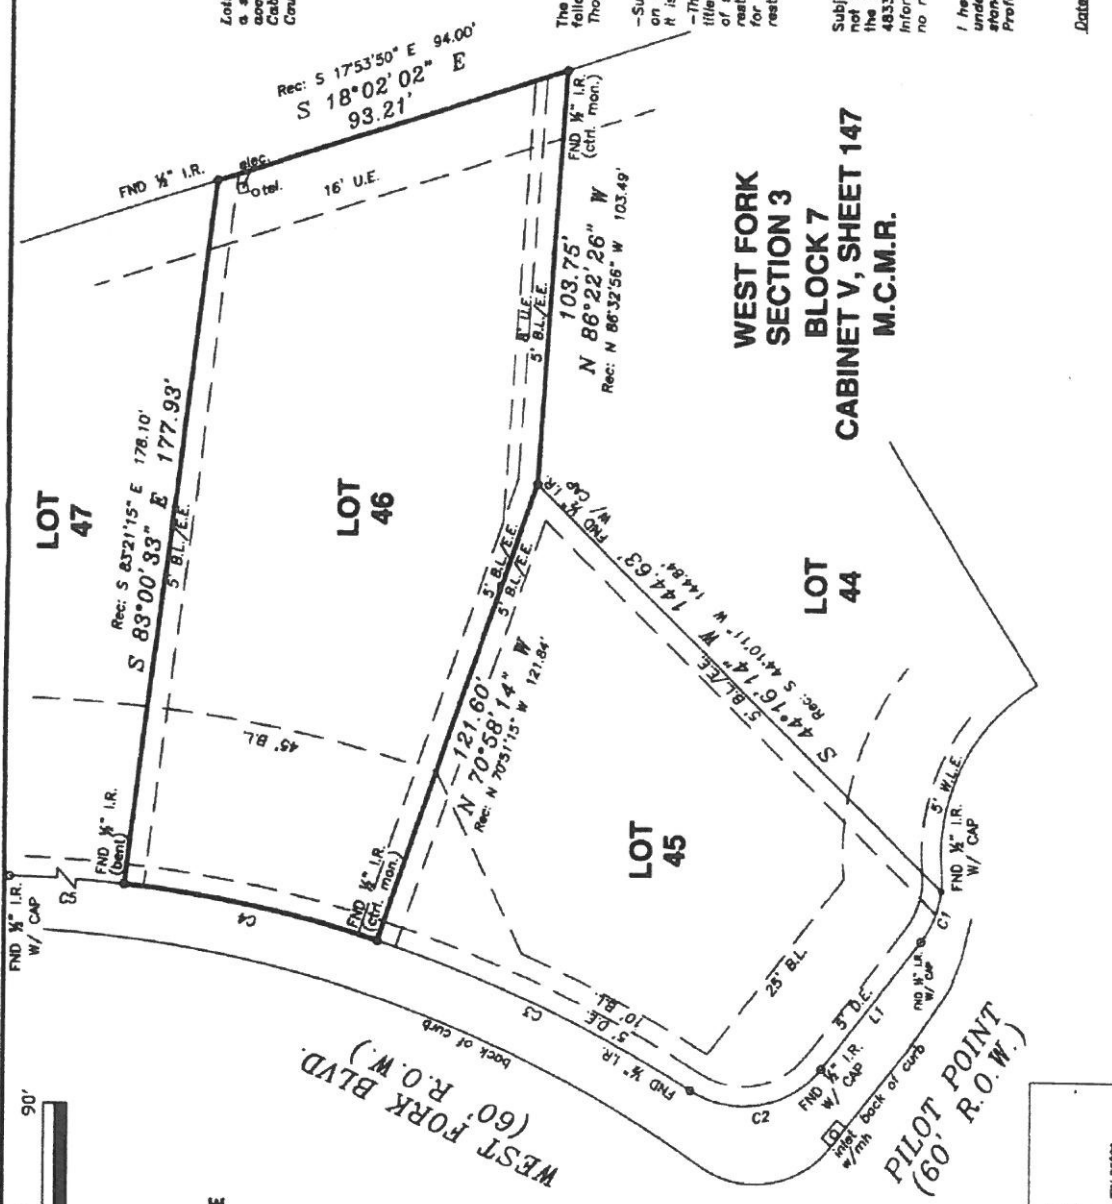 Rec: S 17°53'50" E 94.00'
S 18°02'02" E
93.21'
FND ½" I.R.
elec.
tel.
16' U.E.
FND ½" I.R.
(ctrl. mon.)
Rec: S 83°21'15" E 178.10'
S 83°00'33" E 177.93'
5' B.L./E.E.
LOT
47
LOT
46
8' U.E.
5' B.L./E.E.
103.75'
N 86°22'26" W
Rec: N 86°32'56" W 103.49'
WEST FORK
SECTION 3
BLOCK 7
CABINET V, SHEET 147
M.C.M.R.
FND ½" I.R.
W/ CAP
5' B.L./E.E.
5' B.L./E.E.
45' B.L.
121.60'
N 70°58'14" W
Rec: N 70°51'15" W 121.84'
S 44°16'14" W 144.63'
Rec: S 44°10'11" W 144.84'
5' B.L./E.E.
LOT
44
LOT
45
FND ½" I.R.
(bent)
FND ½" I.R.
W/ CAP
C4
FND ½" I.R.
(ctrl. mon.)
C3
5' D.E.
10' B.L.
25' B.L.
5' W.L.E.
FND ½" I.R.
W/ CAP
C1
FND ½" I.R.
W/ CAP
5' D.E.
L1
FND ½" I.R.
W/ CAP
FND ½" I.R.
C2
back of curb
WEST FORK BLVD.
(60' R.O.W.)
back of curb
inlet
w/mh
PILOT POINT
(60' R.O.W.)
90'
Date